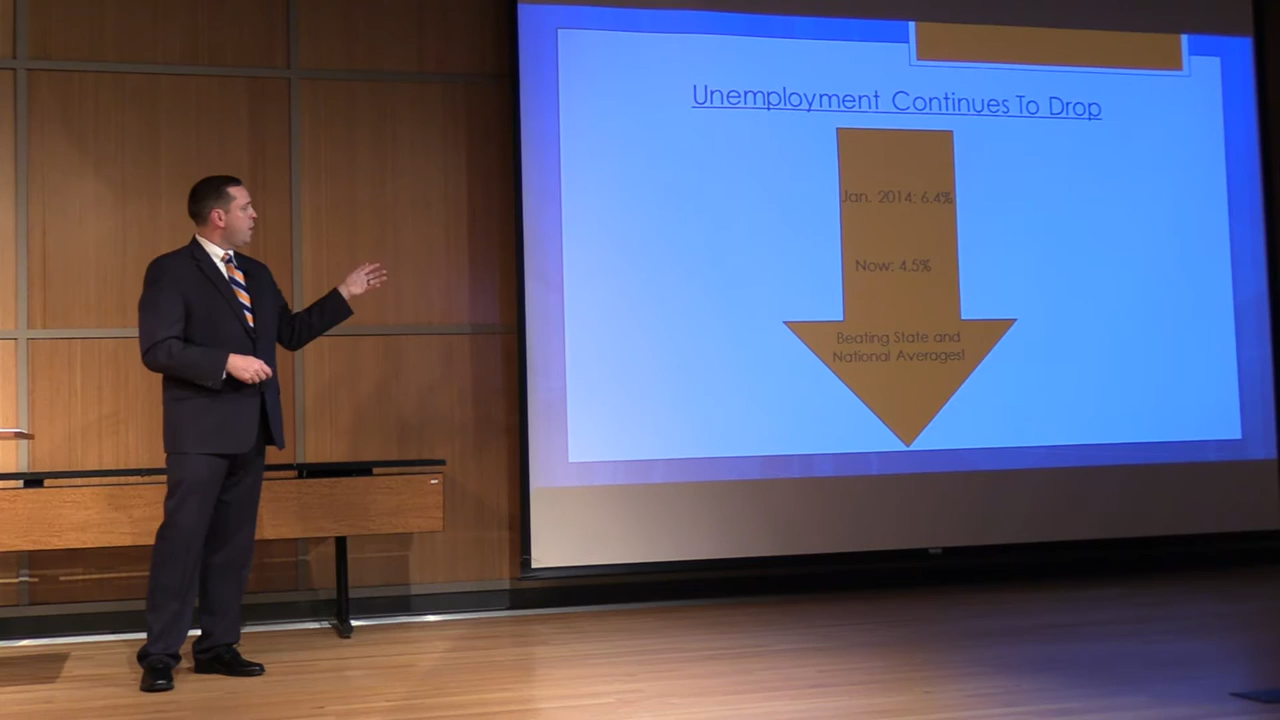 Unemployment Continues To Drop
Jan. 2014: 6.4%
Now: 4.5%
Beating State and
National Averages!